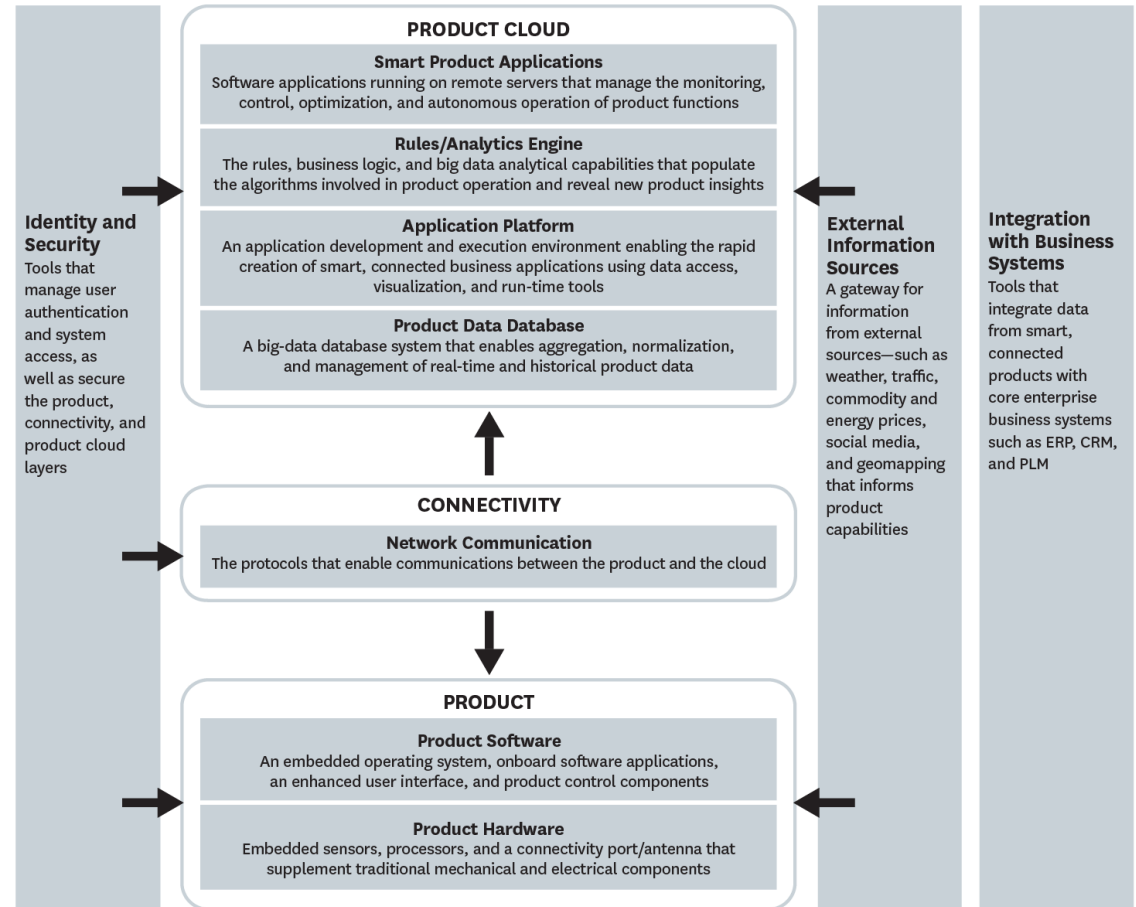 PRODUCT CLOUD
Smart Product Applications
Software applications running on remote servers that manage the monitoring,
control, optimization, and autonomous operation of product functions
Rules/Analytics Engine
The rules, business logic, and big data analytical capabilities that populate
the algorithms involved in product operation and reveal new product insights
Application Platform
An application development and execution environment enabling the rapid
creation of smart, connected business applications using data access,
visualization, and run-time tools
Product Data Database
A big-data database system that enables aggregation, normalization,
and management of real-time and historical product data
CONNECTIVITY
Network Communication
The protocols that enable communications between the product and the cloud
PRODUCT
Product Software
An embedded operating system, onboard software applications,
an enhanced user interface, and product control components
Product Hardware
Embedded sensors, processors, and a connectivity port/antenna that
supplement traditional mechanical and electrical components
Identity and
Security
Tools that
manage user
authentication
and system
access, as
well as secure
the product,
connectivity, and
product cloud
layers
External
Information
Sources
A gateway for
information
from external
sources—such as
weather, traffic,
commodity and
energy prices,
social media,
and geomapping
that informs
product
capabilities
Integration
with Business
Systems
Tools that
integrate data
from smart,
connected
products with
core enterprise
business systems
such as ERP, CRM,
and PLM